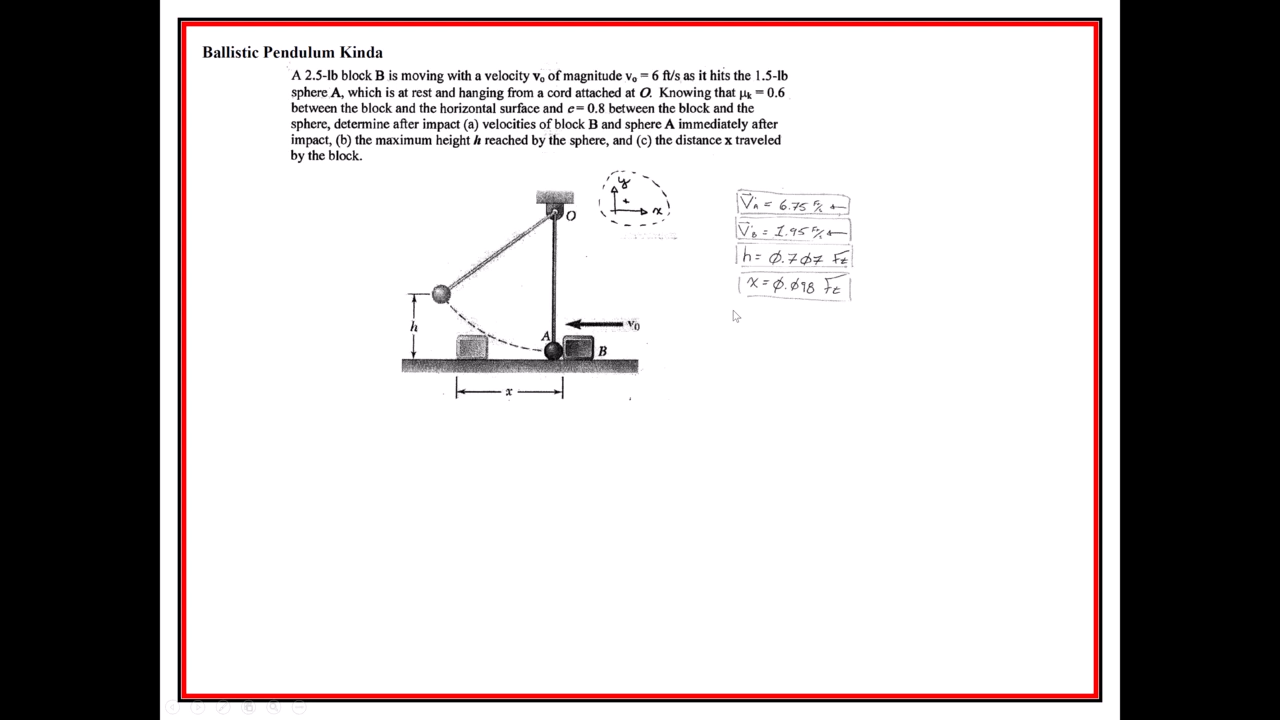 Ballistic Pendulum Kinda
A 2.5-lb block B is moving with a velocity v₀ of magnitude v₀ = 6 ft/s as it hits the 1.5-lb
sphere A, which is at rest and hanging from a cord attached at O. Knowing that μk = 0.6
between the block and the horizontal surface and e = 0.8 between the block and the
sphere, determine after impact (a) velocities of block B and sphere A immediately after
impact, (b) the maximum height h reached by the sphere, and (c) the distance x traveled
by the block.
y
+
x
O
h
A
v₀
B
x
V⃗'A = 6.75 F/s ←
V⃗'B = 1.95 F/s ←
h = 0.707 Ft
x = 0.098 Ft